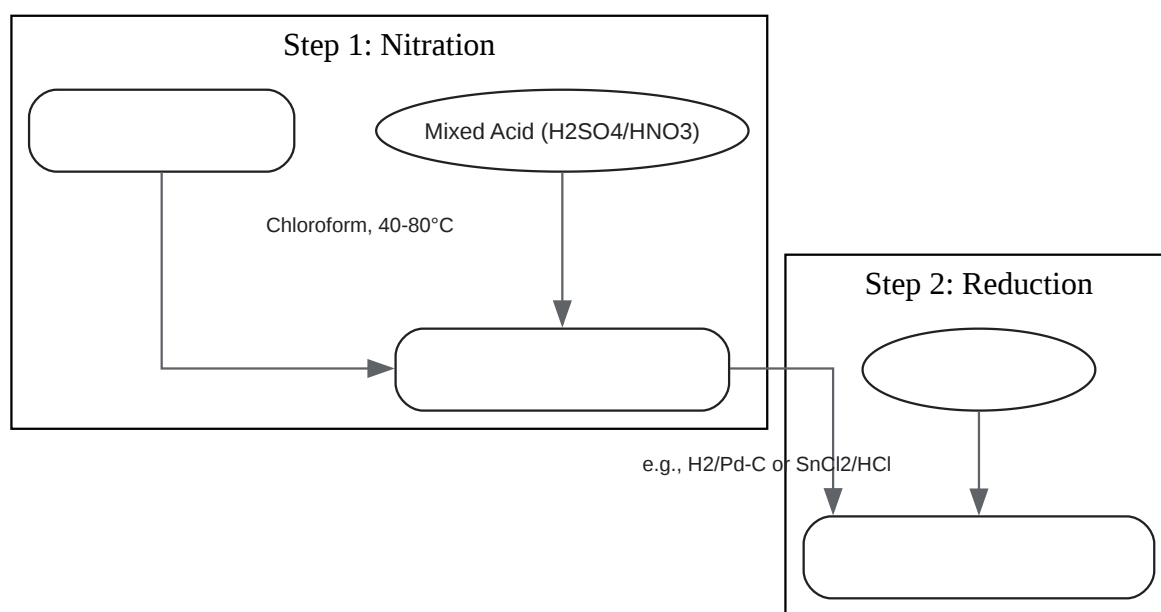 Step 1: Nitration
Mixed Acid (H2SO4/HNO3)
Chloroform, 40-80°C
Step 2: Reduction
e.g., H2/Pd-C or SnCl2/HCl